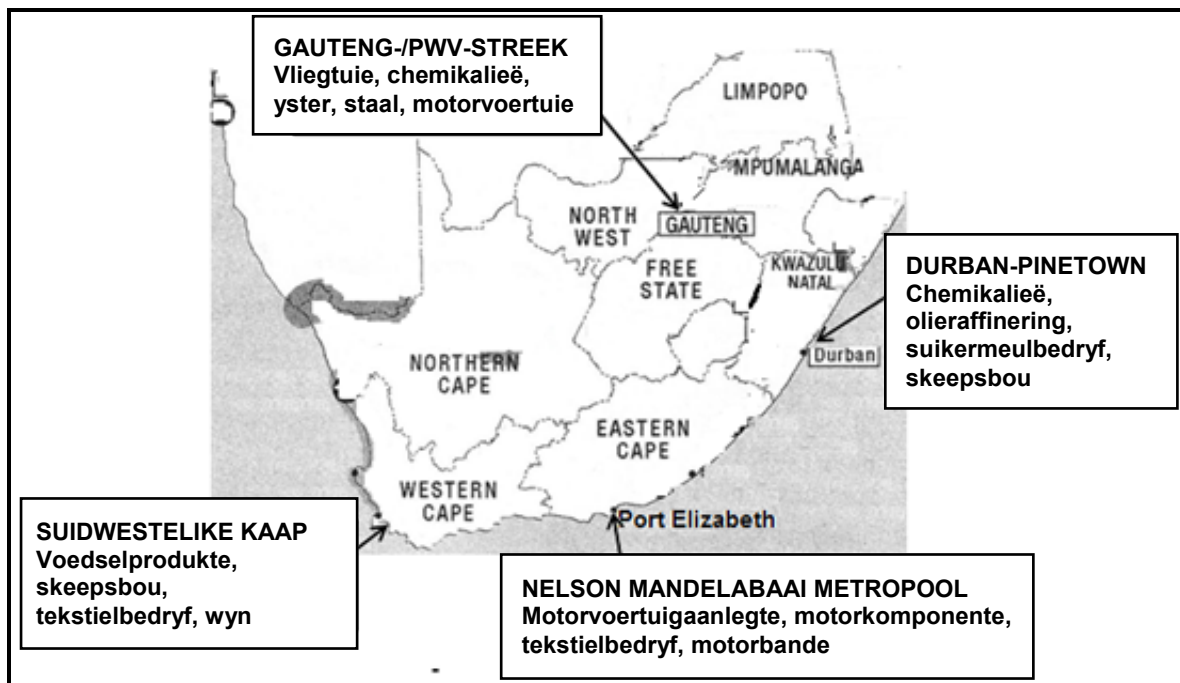 GAUTENG-/PWV-STREEK
Vliegtuie, chemikalieë,
yster, staal, motorvoertuie
LIMPOPO
MPUMALANGA
NORTH
WEST
GAUTENG
FREE
STATE
KWAZULU
NATAL
DURBAN-PINETOWN
Chemikalieë,
olieraffinering,
suikermeulbedryf,
skeepsbou
Durban
NORTHERN
CAPE
EASTERN
CAPE
WESTERN
CAPE
Port Elizabeth
SUIDWESTELIKE KAAP
Voedselprodukte,
skeepsbou,
tekstielbedryf, wyn
NELSON MANDELABAAI METROPOOL
Motorvoertuigaanlegte, motorkomponente,
tekstielbedryf, motorbande